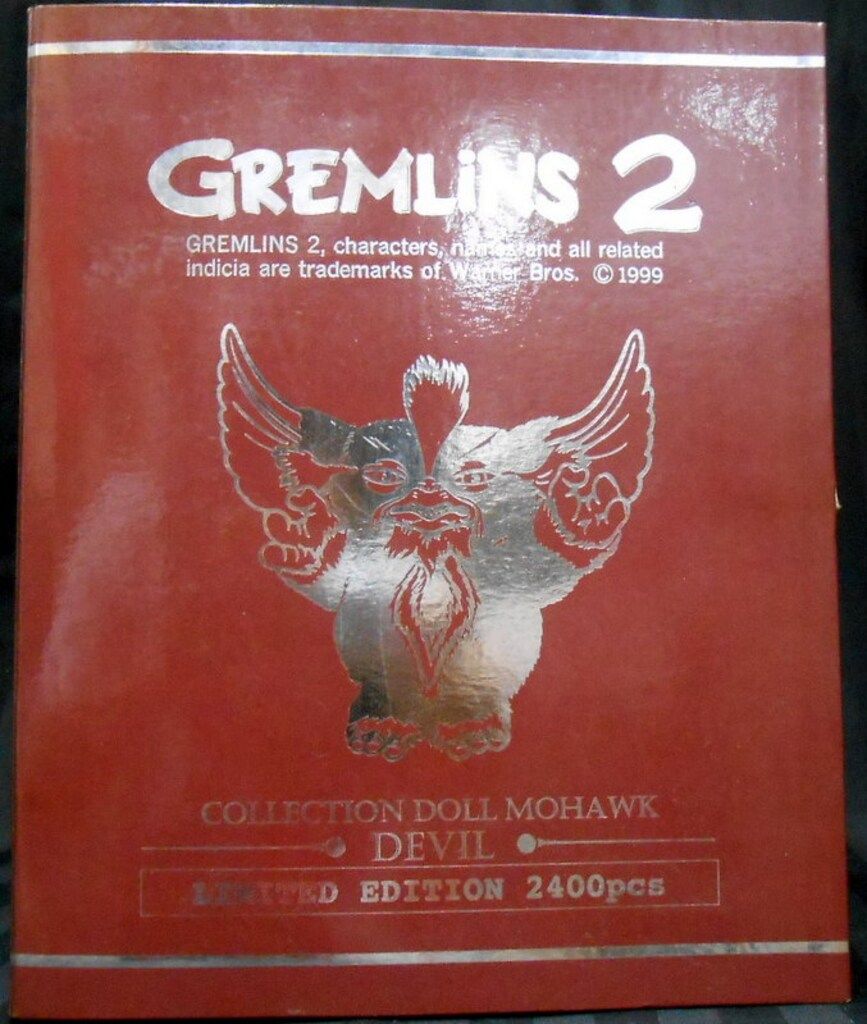 GREMLiNS 2
GREMLINS 2, characters, names and all related
indicia are trademarks of. Warner Bros. © 1999
COLLECTION DOLL MOHAWK
DEVIL
LIMITED EDITION 2400pcs